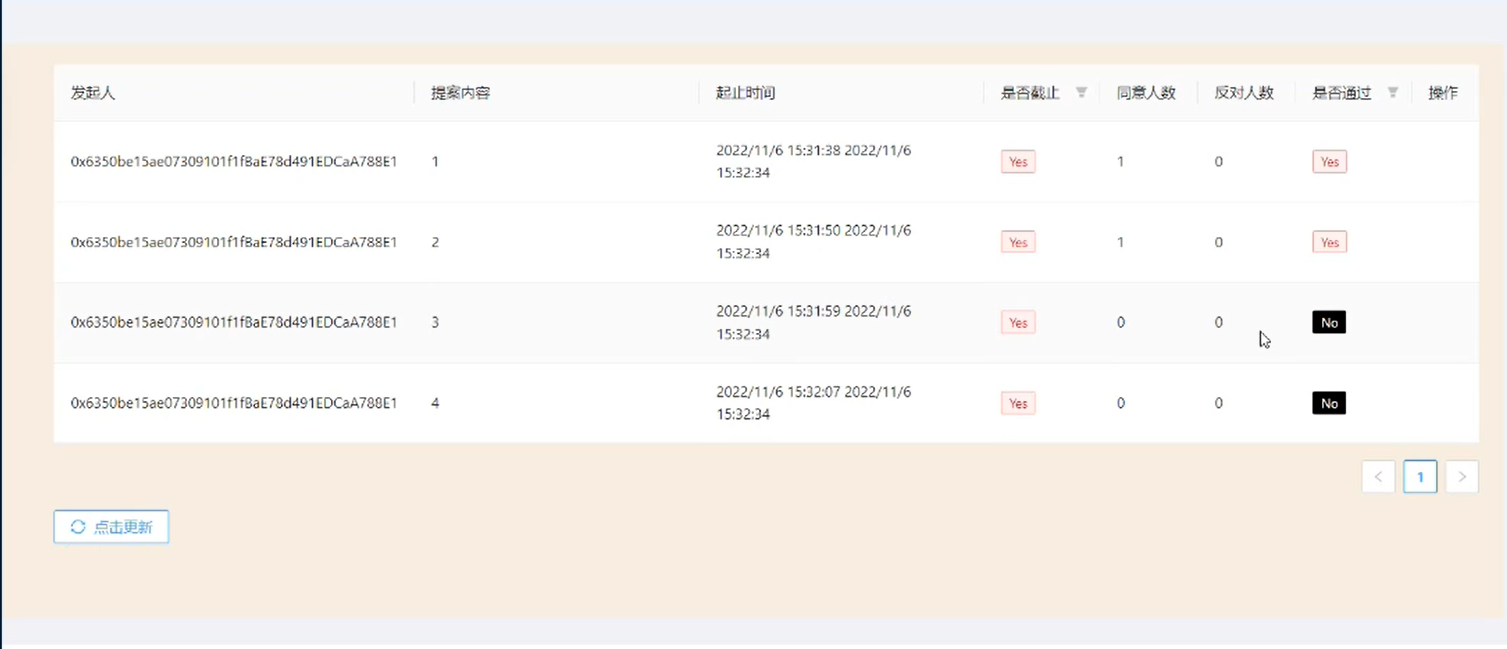 发起人 提案内容 起止时间 是否截止 同意人数 反对人数 是否通过 操作
0x6350be15ae07309101f1fBaE78d491EDCaA788E1 1 2022/11/6 15:31:38 2022/11/6 Yes 1 0 Yes
15:32:34
0x6350be15ae07309101f1fBaE78d491EDCaA788E1 2 2022/11/6 15:31:50 2022/11/6 Yes 1 0 Yes
15:32:34
0x6350be15ae07309101f1fBaE78d491EDCaA788E1 3 2022/11/6 15:31:59 2022/11/6 Yes 0 0 No
15:32:34
0x6350be15ae07309101f1fBaE78d491EDCaA788E1 4 2022/11/6 15:32:07 2022/11/6 Yes 0 0 No
15:32:34
< 1 >
点击更新